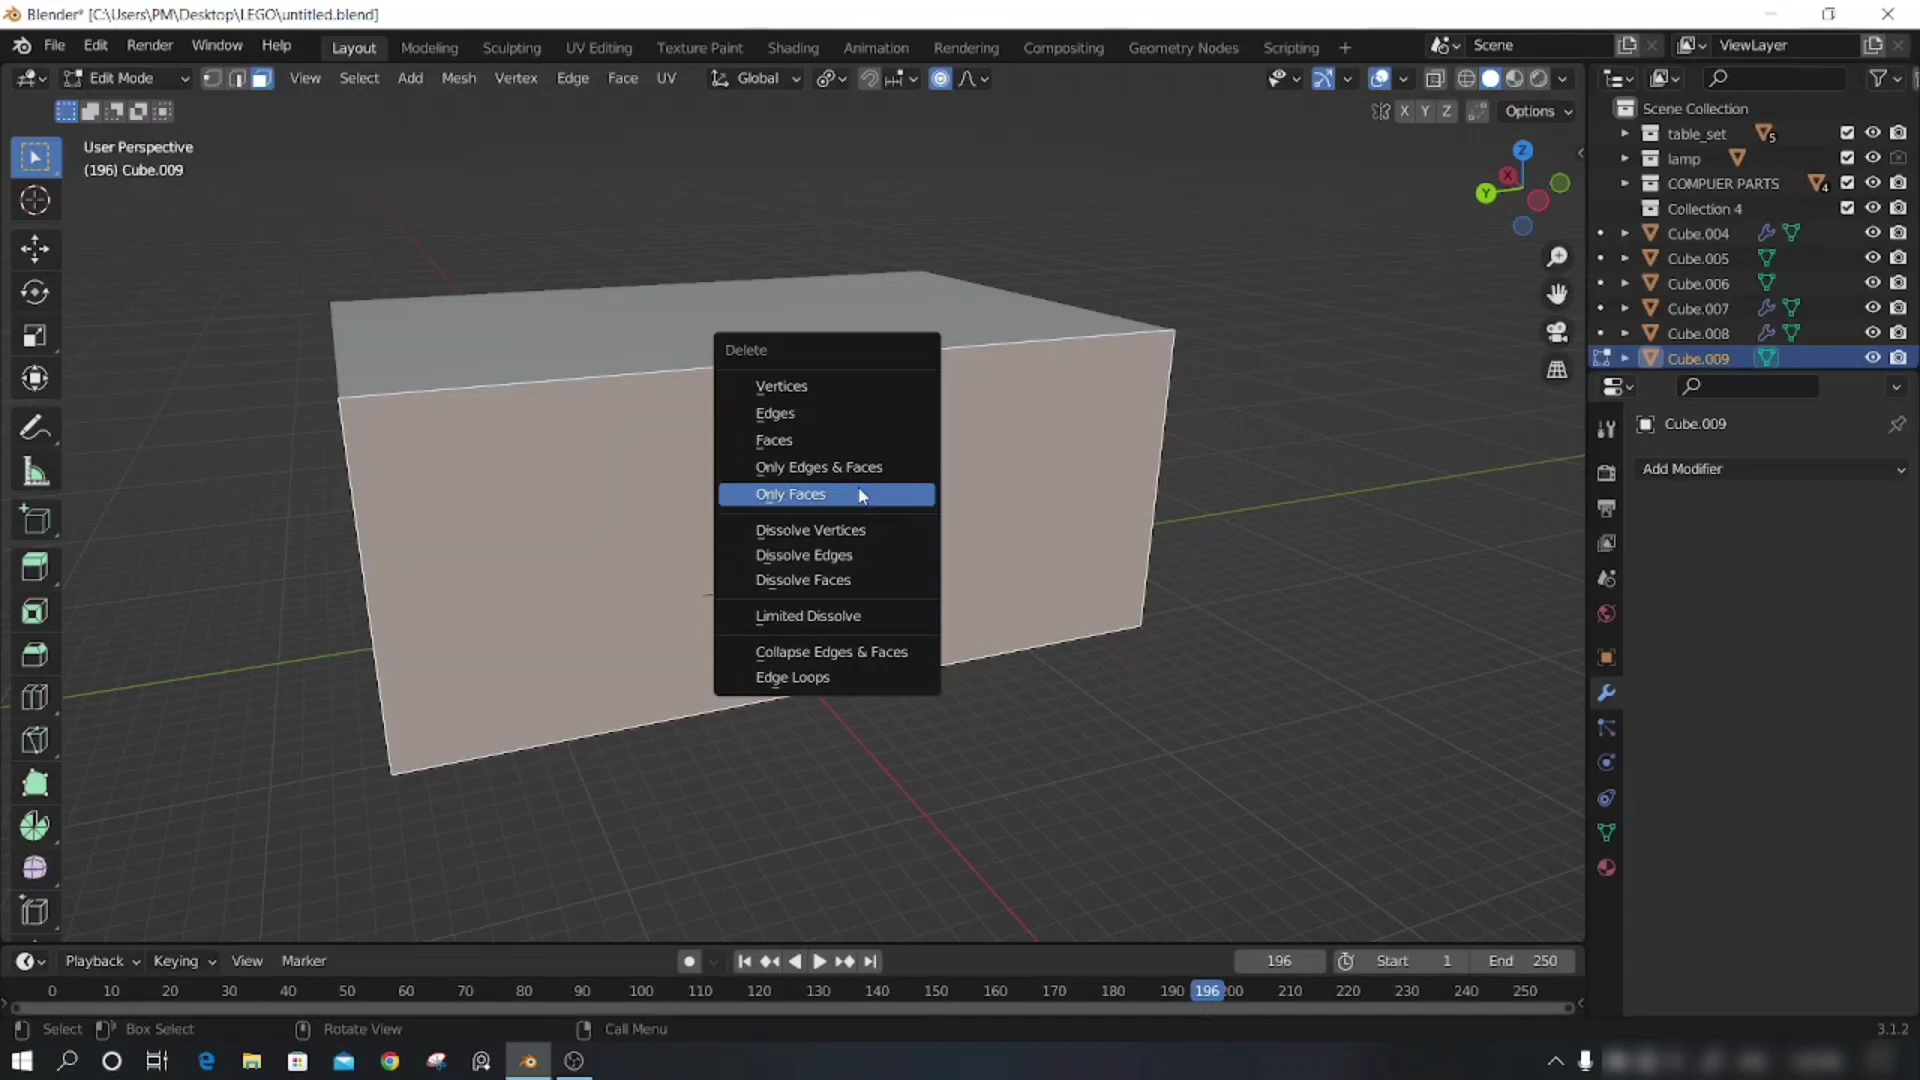 Blender* [C:\Users\PM\Desktop\LEGO\untitled.blend]
File Edit Render Window Help Layout Modeling Sculpting UV Editing Texture Paint Shading Animation Rendering Compositing Geometry Nodes Scripting + Scene ViewLayer
Edit Mode View Select Add Mesh Vertex Edge Face UV Global
X Y Z Options
User Perspective
(196) Cube.009
Z
X
Y
Scene Collection
table_set 5
lamp
COMPUER PARTS 4
Collection 4
Cube.004
Cube.005
Cube.006
Cube.007
Cube.008
Cube.009
Cube.009
Add Modifier
Delete
Vertices
Edges
Faces
Only Edges & Faces
Only Faces
Dissolve Vertices
Dissolve Edges
Dissolve Faces
Limited Dissolve
Collapse Edges & Faces
Edge Loops
Playback Keying View Marker 196 Start 1 End 250
0 10 20 30 40 50 60 70 80 90 100 110 120 130 140 150 160 170 180 190 196 00 210 220 230 240 250
Select Box Select Rotate View Call Menu 3.1.2